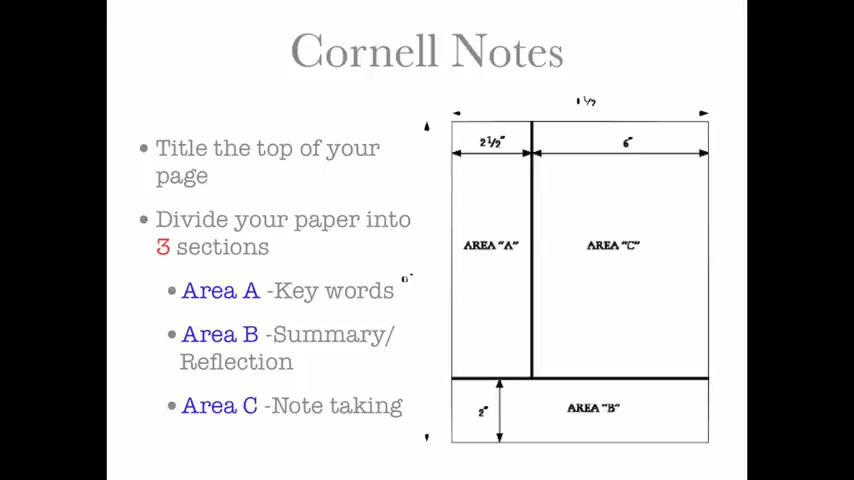 Cornell Notes
• Title the top of your
page
• Divide your paper into
3 sections
• Area A -Key words
• Area B -Summary/
Reflection
• Area C -Note taking
2 1/2"
6"
AREA "A"
AREA "C"
2"
AREA "B"